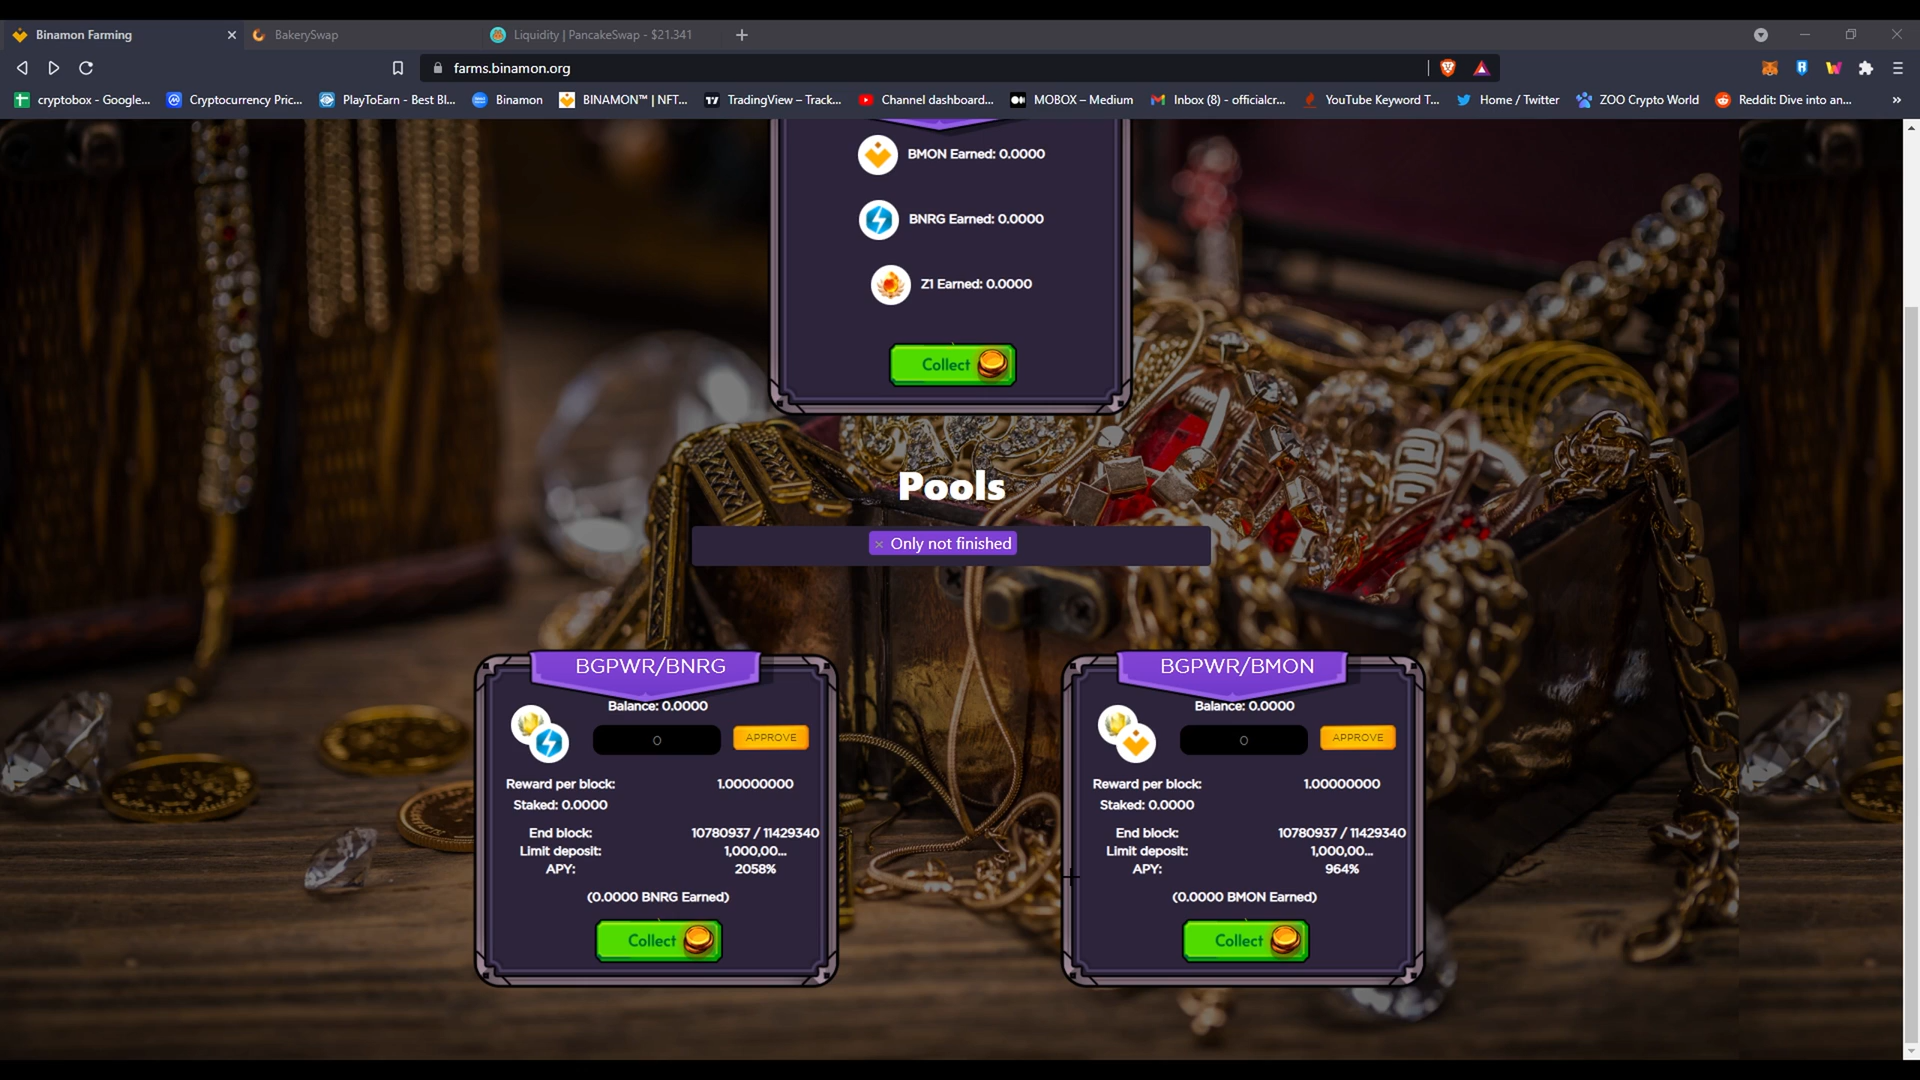 Binamon Farming
BakerySwap
Liquidity | PancakeSwap - $21.341
farms.binamon.org
cryptobox - Google...
Cryptocurrency Pric...
PlayToEarn - Best Bl...
Binamon
BINAMON™ | NFT...
TradingView – Track...
Channel dashboard...
MOBOX – Medium
Inbox (8) - officialcr...
YouTube Keyword T...
Home / Twitter
ZOO Crypto World
Reddit: Dive into an...
BMON Earned: 0.0000
BNRG Earned: 0.0000
Z1 Earned: 0.0000
Collect
Pools
× Only not finished
BGPWR/BNRG
Balance: 0.0000
0
APPROVE
Reward per block: 1.00000000
Staked: 0.0000
End block: 10780937 / 11429340
Limit deposit: 1,000,00...
APY: 2058%
(0.0000 BNRG Earned)
Collect
BGPWR/BMON
Balance: 0.0000
0
APPROVE
Reward per block: 1.00000000
Staked: 0.0000
End block: 10780937 / 11429340
Limit deposit: 1,000,00...
APY: 964%
(0.0000 BMON Earned)
Collect